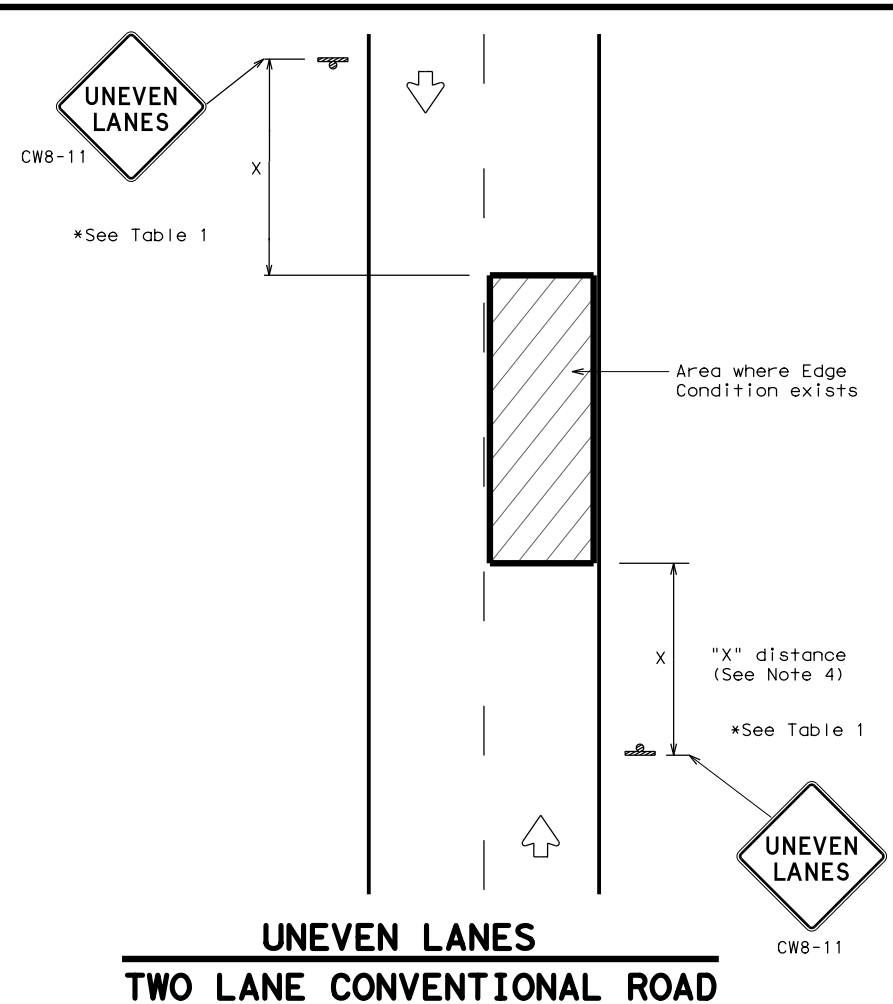 UNEVEN
LANES
CW8-11
X
*See Table 1
Area where Edge
Condition exists
X
"X" distance
(See Note 4)
*See Table 1
UNEVEN
LANES
CW8-11
UNEVEN LANES
TWO LANE CONVENTIONAL ROAD